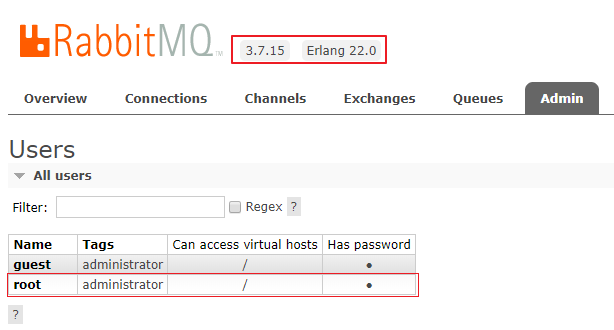 RabbitMQ™ 3.7.15 Erlang 22.0
Overview Connections Channels Exchanges Queues Admin
Users
All users
Filter: Regex ?
Name Tags Can access virtual hosts Has password
guest administrator / ●
root administrator / ●
?